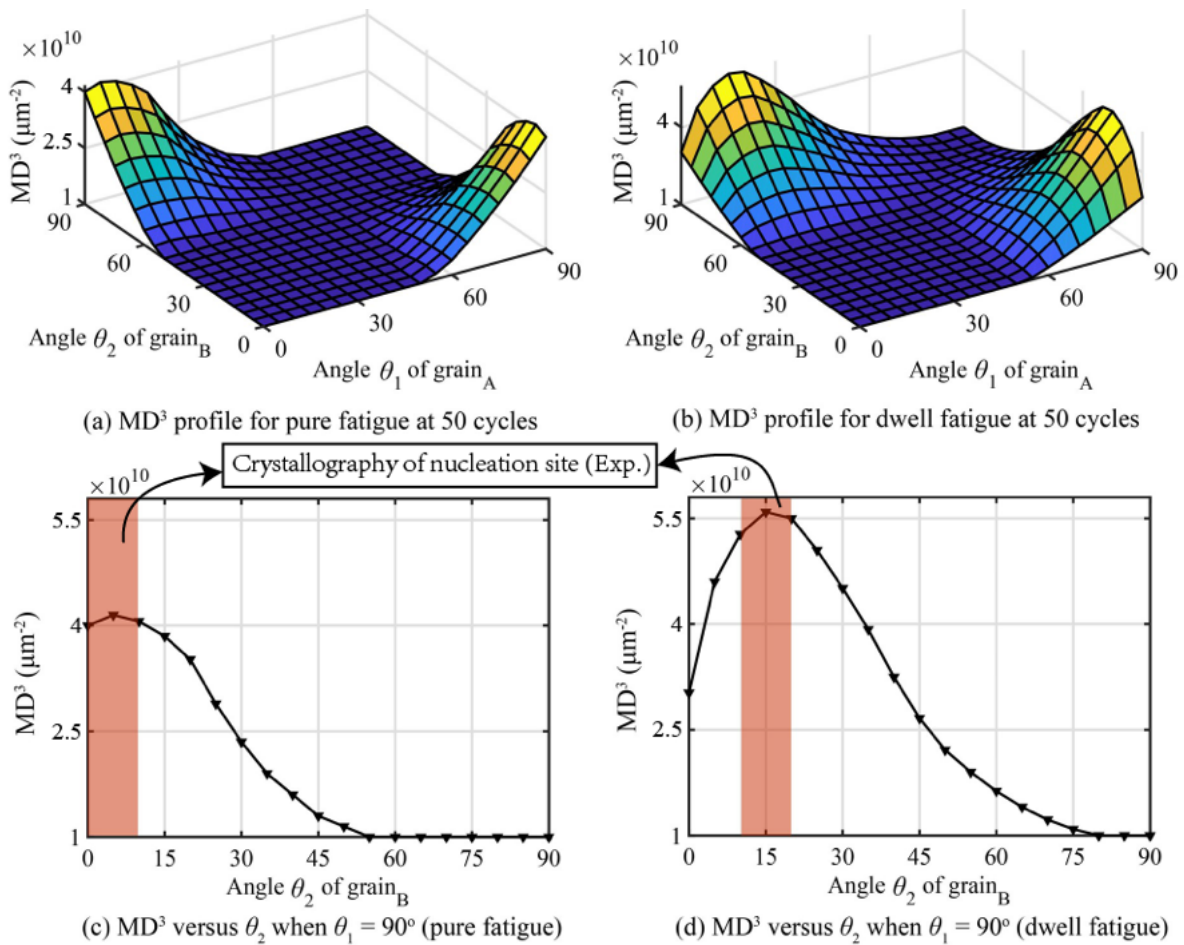 ×10¹⁰
4
2.5
1
MD³ (μm⁻²)
90
60
30
0
Angle θ₂ of grain_B
0
30
60
90
Angle θ₁ of grain_A
(a) MD³ profile for pure fatigue at 50 cycles
×10¹⁰
4
1
MD³ (μm⁻²)
90
60
30
0
Angle θ₂ of grain_B
0
30
60
90
Angle θ₁ of grain_A
(b) MD³ profile for dwell fatigue at 50 cycles
Crystallography of nucleation site (Exp.)
×10¹⁰
5.5
4
2.5
1
MD³ (μm⁻²)
0 15 30 45 60 75 90
Angle θ₂ of grain_B
(c) MD³ versus θ₂ when θ₁ = 90° (pure fatigue)
×10¹⁰
5.5
4
2.5
1
MD³ (μm⁻²)
0 15 30 45 60 75 90
Angle θ₂ of grain_B
(d) MD³ versus θ₂ when θ₁ = 90° (dwell fatigue)